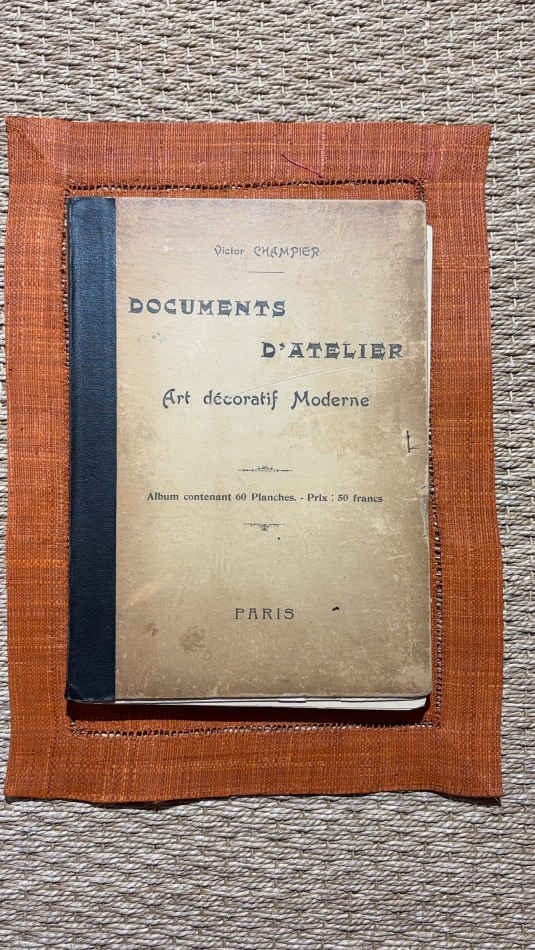 Victor CHAMPIER
DOCUMENTS
D'ATELIER
Art décoratif Moderne
Album contenant 60 Planches. - Prix : 50 francs
PARIS